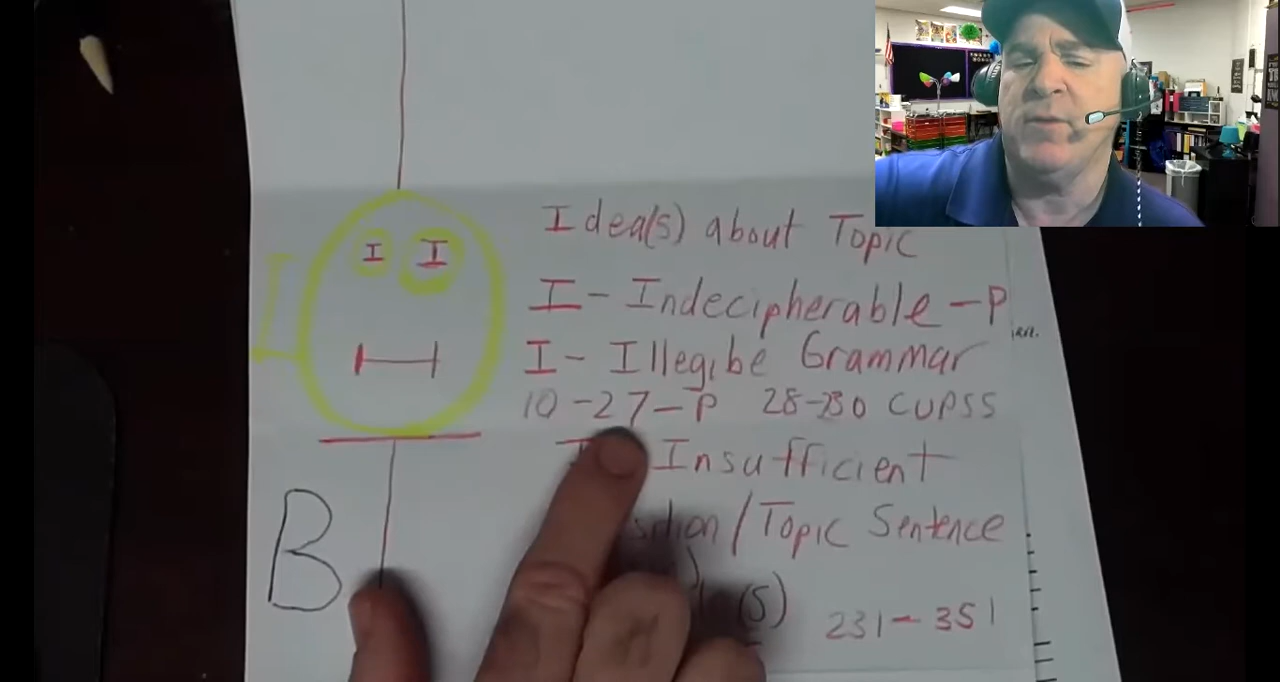 I I Idea(s) about Topic
I - Indecipherable - P
I I - Illegibe Grammar
10 - 27 - P 28-230 CUPSS
Insufficient
B /Topic Sentence
(s) 231 - 351